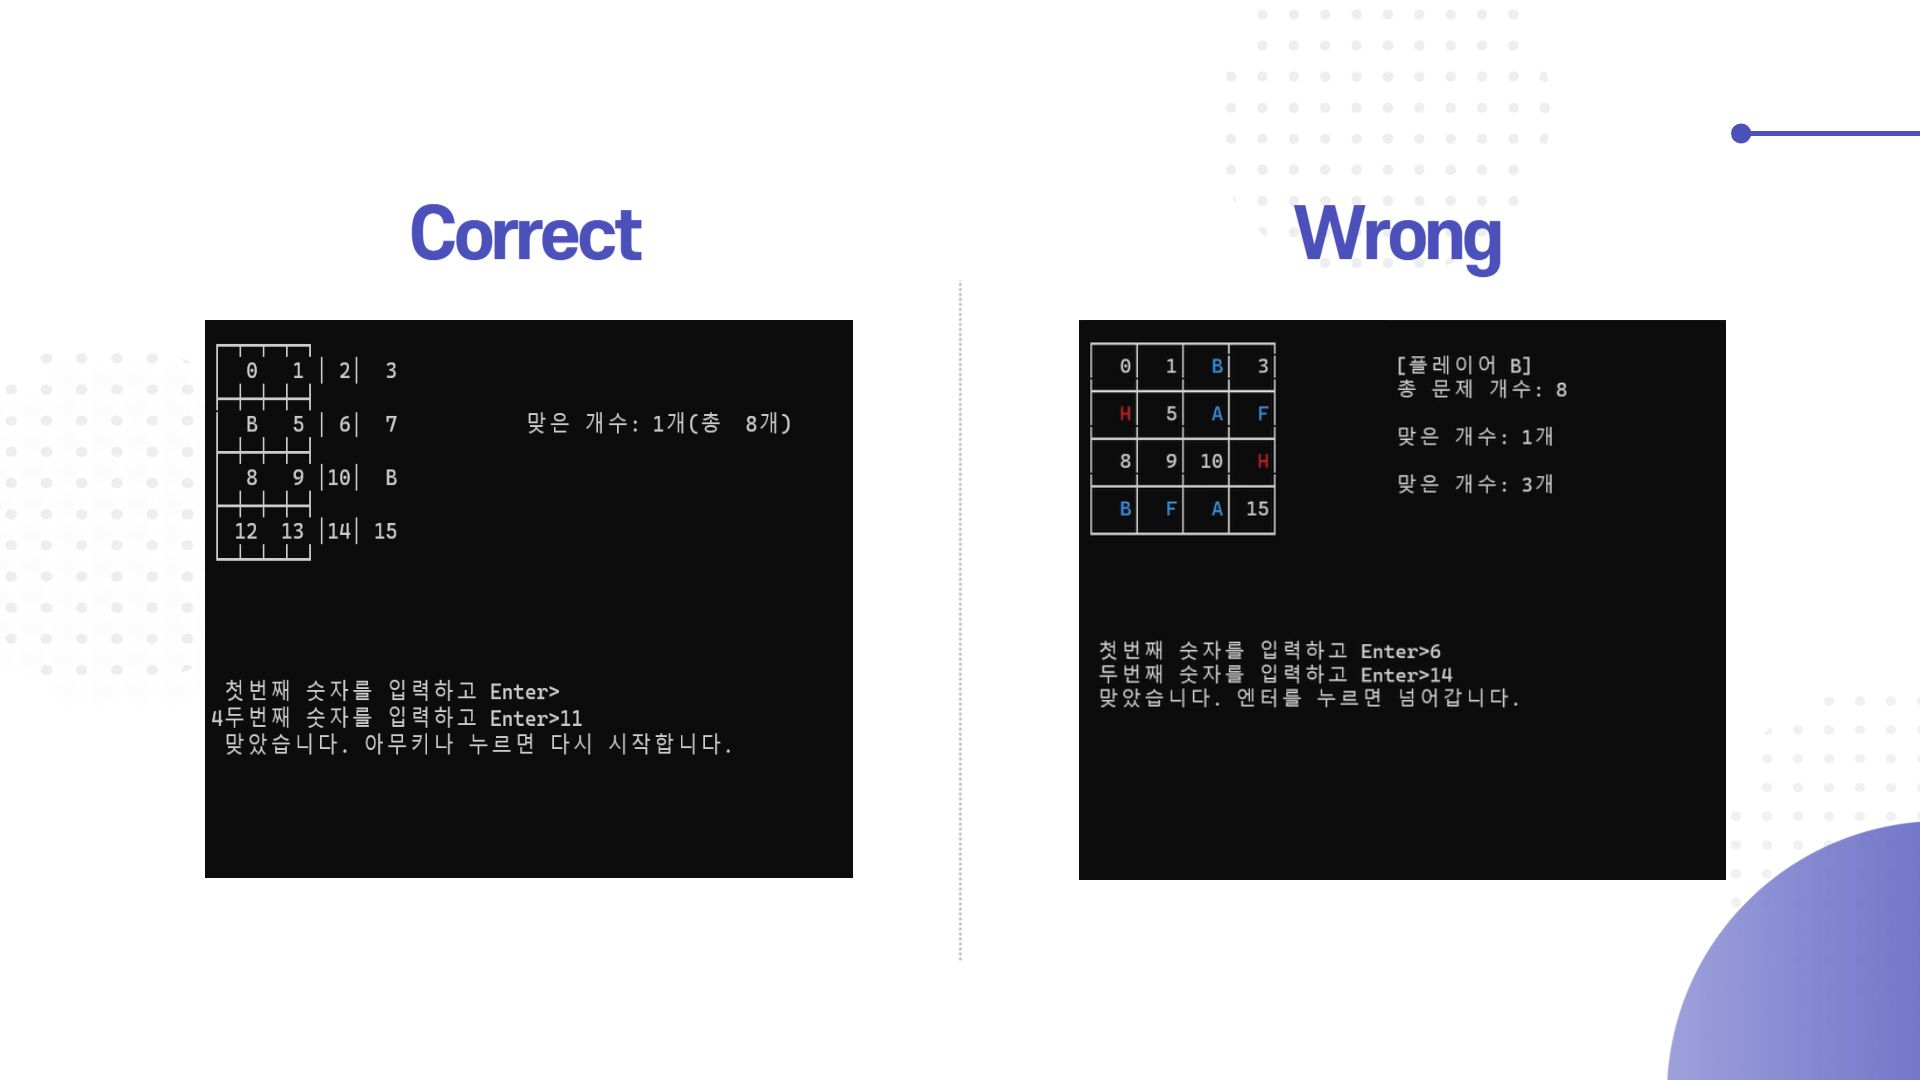 Correct
0 1 2 3
B 5 6 7 맞은 개수: 1개(총 8개)
8 9 10 B
12 13 14 15
첫번째 숫자를 입력하고 Enter>
4두번째 숫자를 입력하고 Enter>11
맞았습니다. 아무키나 누르면 다시 시작합니다.
Wrong
0 1 B 3
H 5 A F
8 9 10 H
B F A 15
[플레이어 B]
총 문제 개수: 8
맞은 개수: 1개
맞은 개수: 3개
첫번째 숫자를 입력하고 Enter>6
두번째 숫자를 입력하고 Enter>14
맞았습니다. 엔터를 누르면 넘어갑니다.